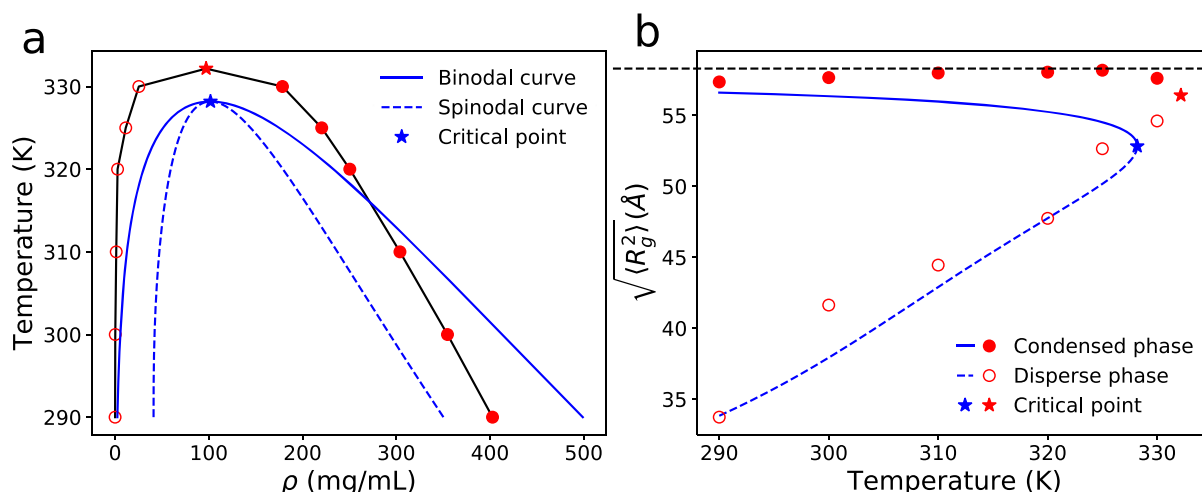 a
Temperature (K)
330
320
310
300
290
Binodal curve
Spinodal curve
Critical point
0 100 200 300 400 500
ρ (mg/mL)
b
√⟨R_g^2⟩ (Å)
55
50
45
40
35
Condensed phase
Disperse phase
Critical point
290 300 310 320 330
Temperature (K)